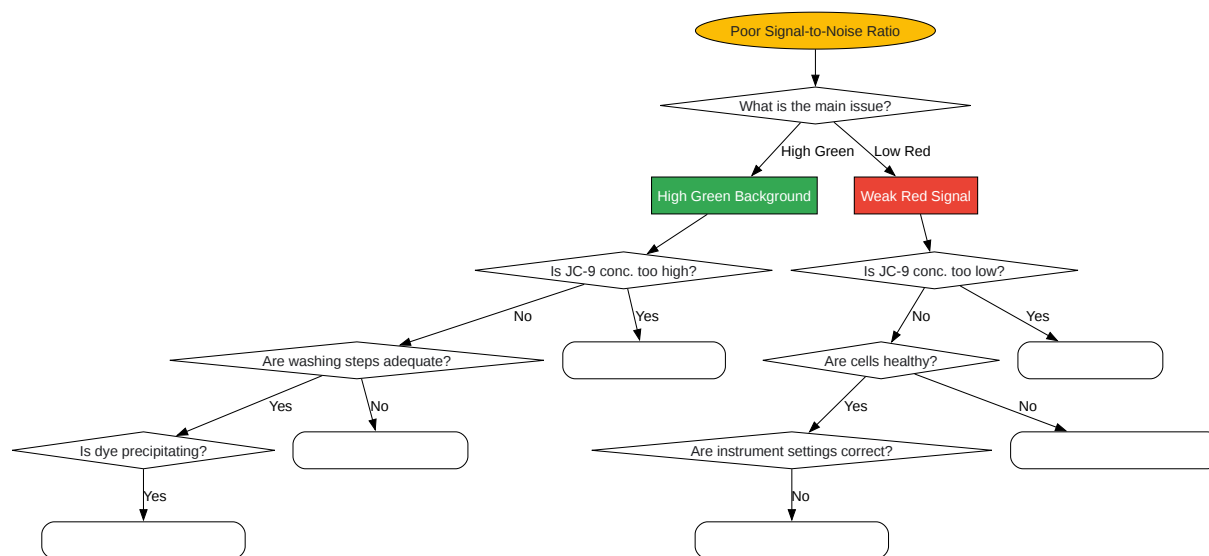 Poor Signal-to-Noise Ratio
What is the main issue?
High Green
Low Red
High Green Background
Weak Red Signal
Is JC-9 conc. too high?
Is JC-9 conc. too low?
No
Yes
No
Yes
Are washing steps adequate?
Are cells healthy?
Yes
No
Yes
No
Is dye precipitating?
Are instrument settings correct?
Yes
No